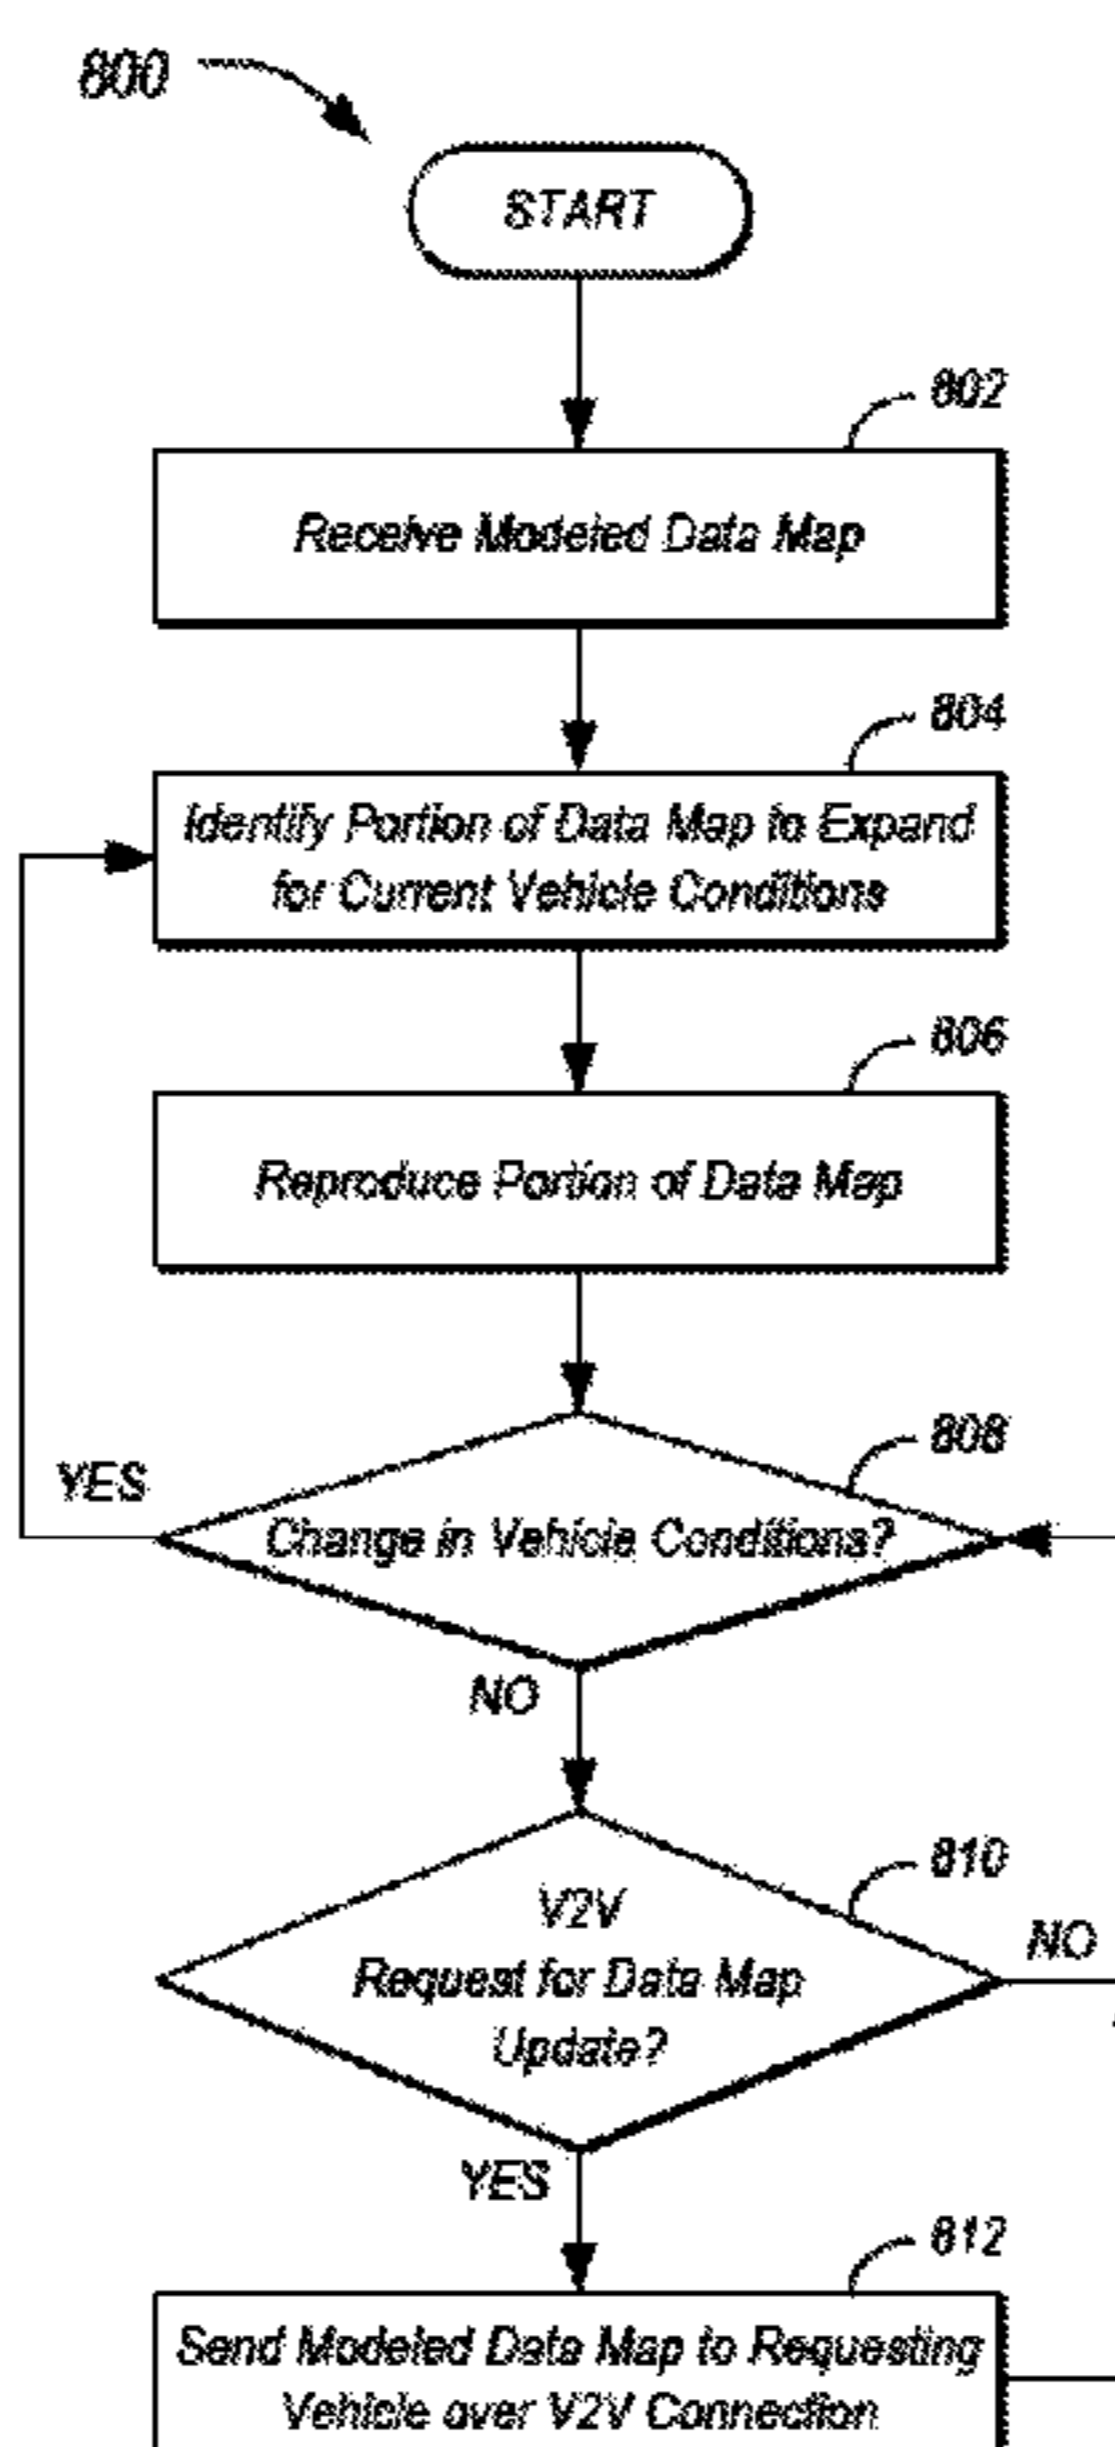 800
START
802
Receive Modeled Data Map
804
Identify Portion of Data Map to Expand
for Current Vehicle Conditions
806
Reproduce Portion of Data Map
808
YES
Change in Vehicle Conditions?
NO
810
V2V
NO
Request for Data Map
Update?
YES
812
Send Modeled Data Map to Requesting
Vehicle over V2V Connection